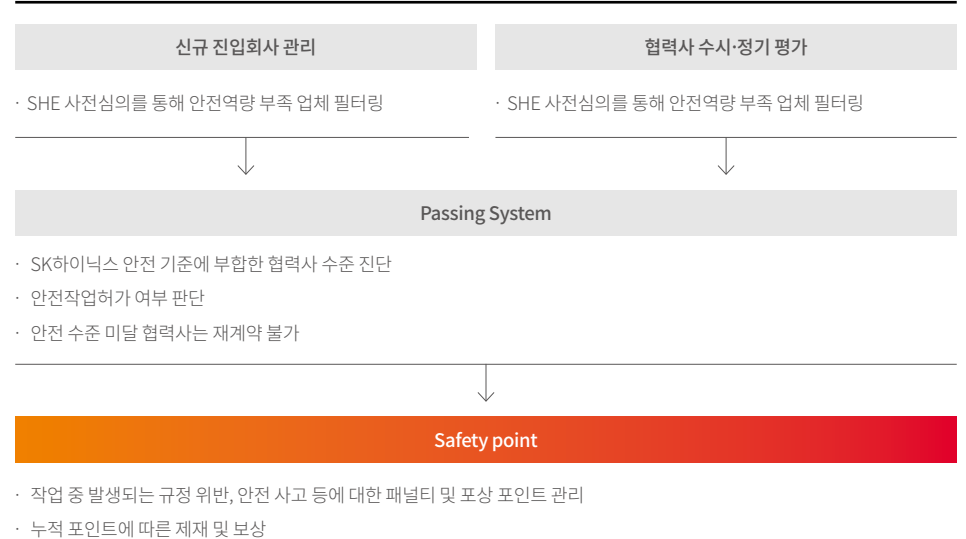 신규 진입회사 관리
· SHE 사전심의를 통해 안전역량 부족 업체 필터링
협력사 수시·정기 평가
· SHE 사전심의를 통해 안전역량 부족 업체 필터링
Passing System
· SK하이닉스 안전 기준에 부합한 협력사 수준 진단
· 안전작업허가 여부 판단
· 안전 수준 미달 협력사는 재계약 불가
Safety point
· 작업 중 발생되는 규정 위반, 안전 사고 등에 대한 패널티 및 포상 포인트 관리
· 누적 포인트에 따른 제재 및 보상